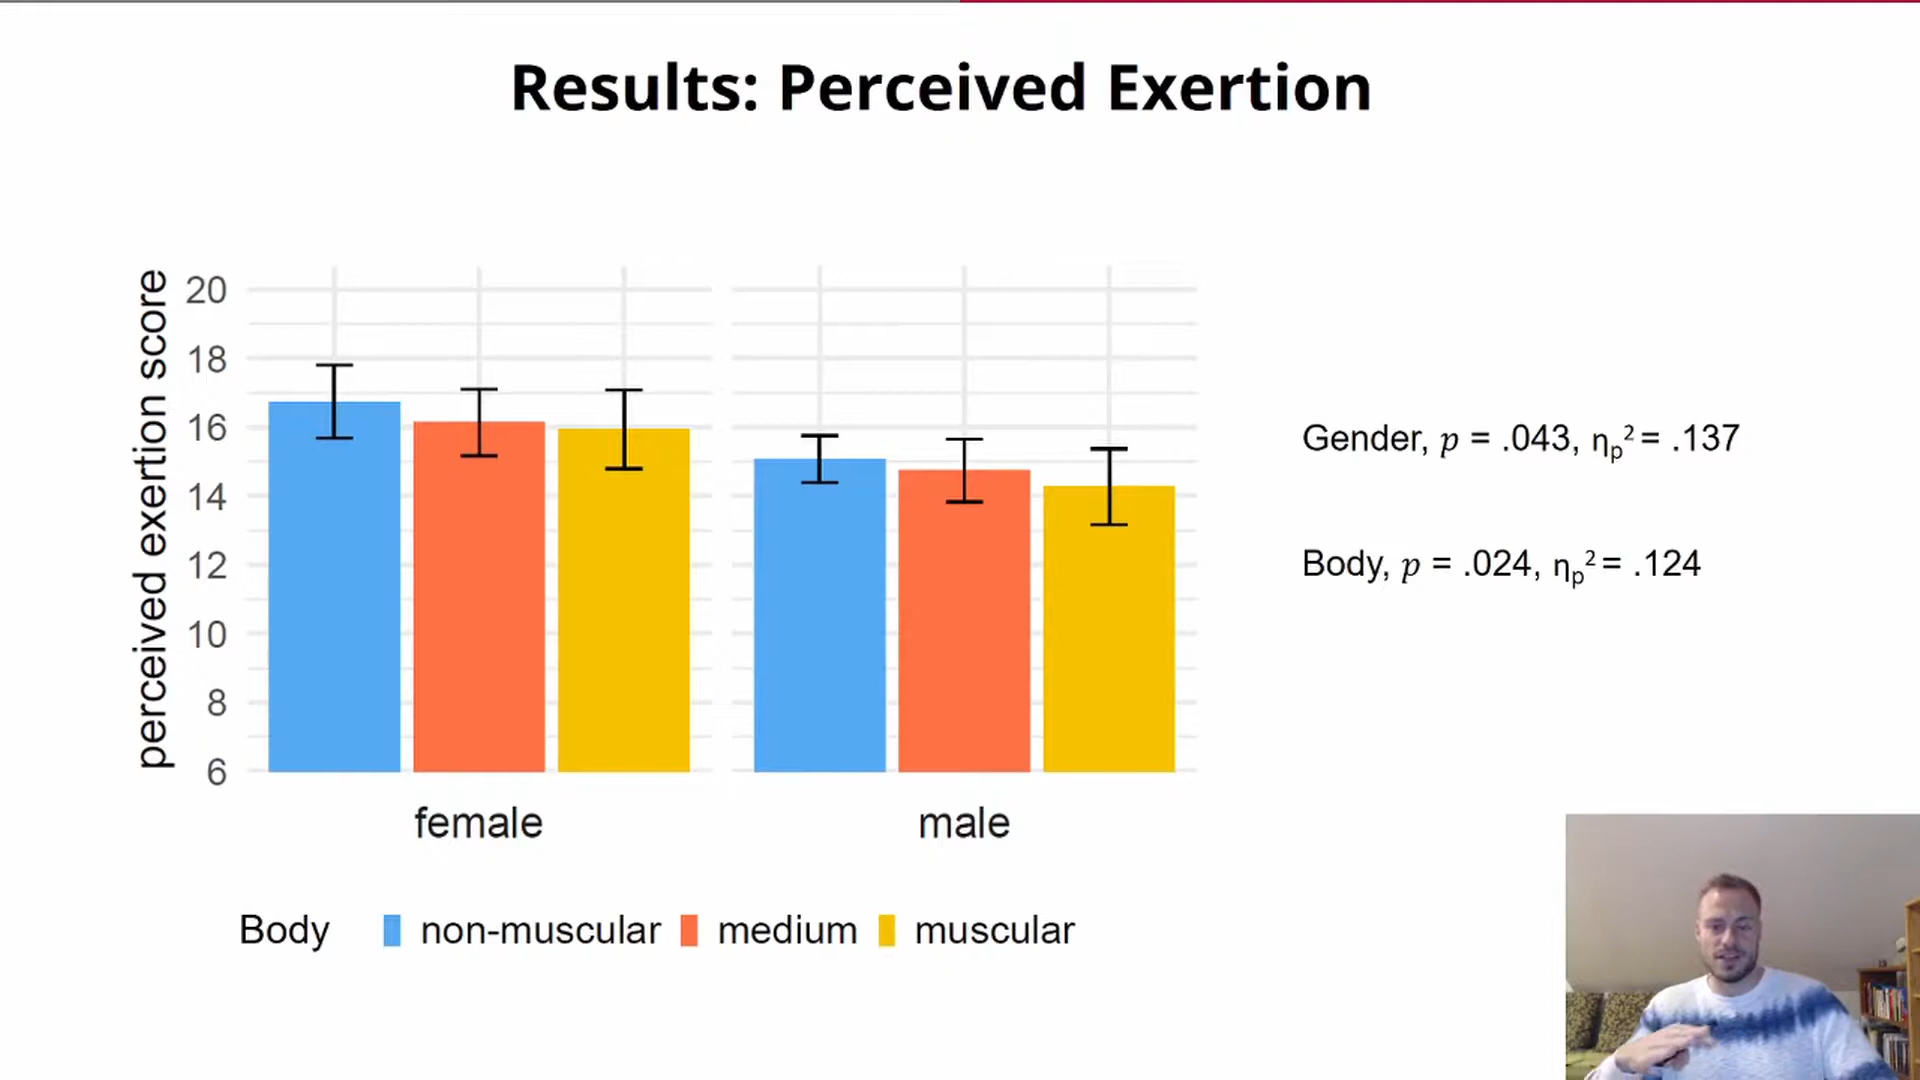 Results: Perceived Exertion
perceived exertion score
20
18
16
14
12
10
8
6
female
male
Body
non-muscular
medium
muscular
Gender, p = .043, ηp² = .137
Body, p = .024, ηp² = .124